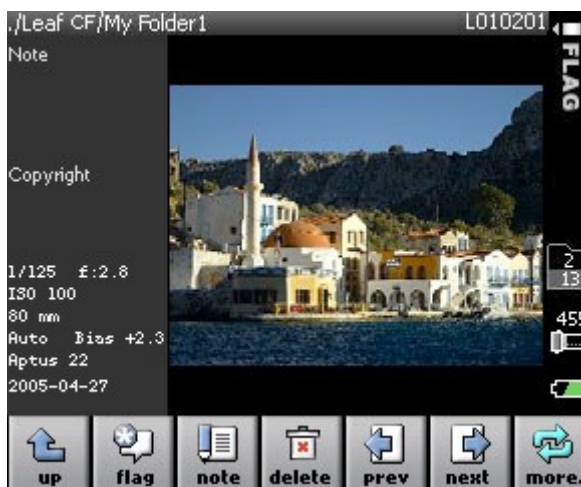 ./Leaf CF/My Folder1 L010201
FLAG
Note
Copyright
1/125 f:2.8
ISO 100
80 mm
Auto Bias +2.3
Aptus 22
2005-04-27
2
13
455
up flag note delete prev next more.